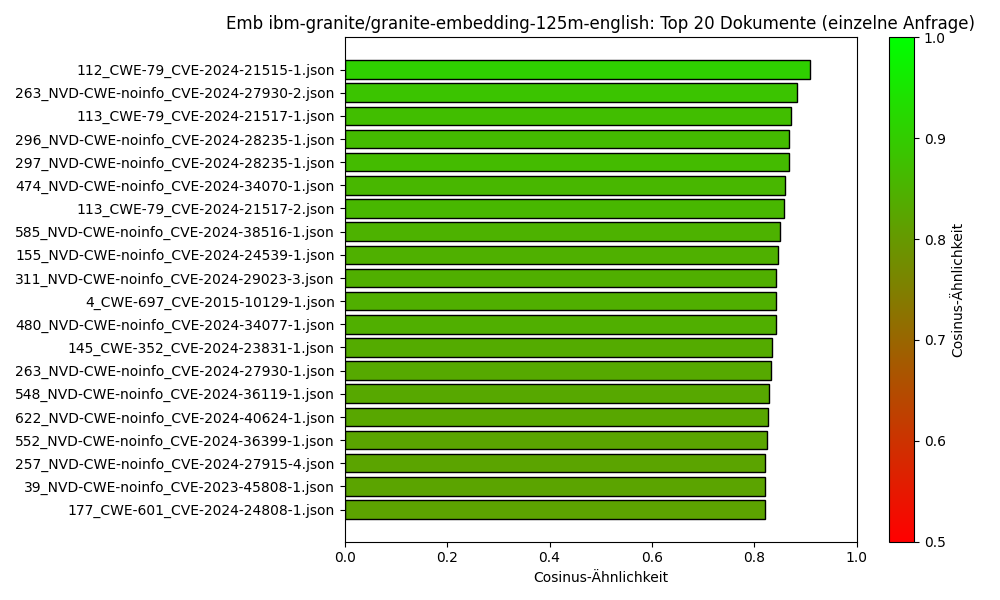 Emb ibm-granite/granite-embedding-125m-english: Top 20 Dokumente (einzelne Anfrage)
112_CWE-79_CVE-2024-21515-1.json
263_NVD-CWE-noinfo_CVE-2024-27930-2.json
113_CWE-79_CVE-2024-21517-1.json
296_NVD-CWE-noinfo_CVE-2024-28235-1.json
297_NVD-CWE-noinfo_CVE-2024-28235-1.json
474_NVD-CWE-noinfo_CVE-2024-34070-1.json
113_CWE-79_CVE-2024-21517-2.json
585_NVD-CWE-noinfo_CVE-2024-38516-1.json
155_NVD-CWE-noinfo_CVE-2024-24539-1.json
311_NVD-CWE-noinfo_CVE-2024-29023-3.json
4_CWE-697_CVE-2015-10129-1.json
480_NVD-CWE-noinfo_CVE-2024-34077-1.json
145_CWE-352_CVE-2024-23831-1.json
263_NVD-CWE-noinfo_CVE-2024-27930-1.json
548_NVD-CWE-noinfo_CVE-2024-36119-1.json
622_NVD-CWE-noinfo_CVE-2024-40624-1.json
552_NVD-CWE-noinfo_CVE-2024-36399-1.json
257_NVD-CWE-noinfo_CVE-2024-27915-4.json
39_NVD-CWE-noinfo_CVE-2023-45808-1.json
177_CWE-601_CVE-2024-24808-1.json
0.0 0.2 0.4 0.6 0.8 1.0
Cosinus-Ähnlichkeit
1.0
0.9
0.8
0.7
0.6
0.5
Cosinus-Ähnlichkeit